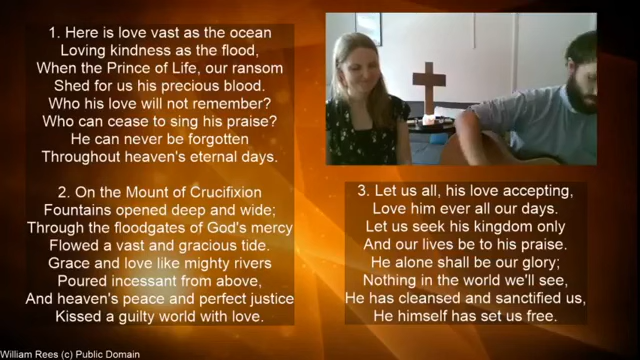 1. Here is love vast as the ocean
Loving kindness as the flood,
When the Prince of Life, our ransom
Shed for us his precious blood.
Who his love will not remember?
Who can cease to sing his praise?
He can never be forgotten
Throughout heaven's eternal days.
2. On the Mount of Crucifixion
Fountains opened deep and wide;
Through the floodgates of God's mercy
Flowed a vast and gracious tide.
Grace and love like mighty rivers
Poured incessant from above,
And heaven's peace and perfect justice
Kissed a guilty world with love.
3. Let us all, his love accepting,
Love him ever all our days.
Let us seek his kingdom only
And our lives be to his praise.
He alone shall be our glory;
Nothing in the world we'll see,
He has cleansed and sanctified us,
He himself has set us free.
William Rees (c) Public Domain